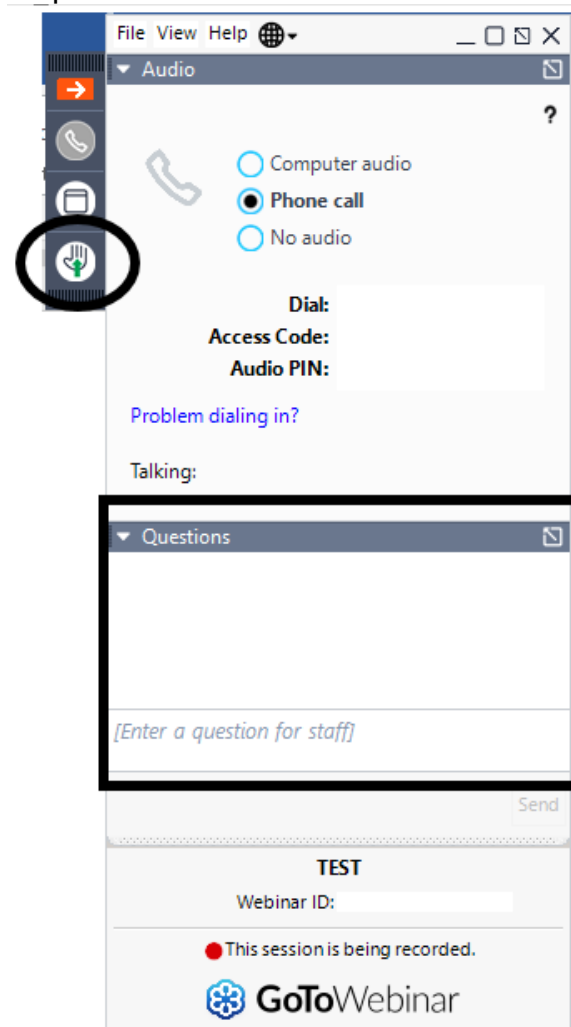 File View Help
Audio
?
Computer audio
Phone call
No audio
Dial:
Access Code:
Audio PIN:
Problem dialing in?
Talking:
Questions
[Enter a question for staff]
Send
TEST
Webinar ID:
This session is being recorded.
GoToWebinar